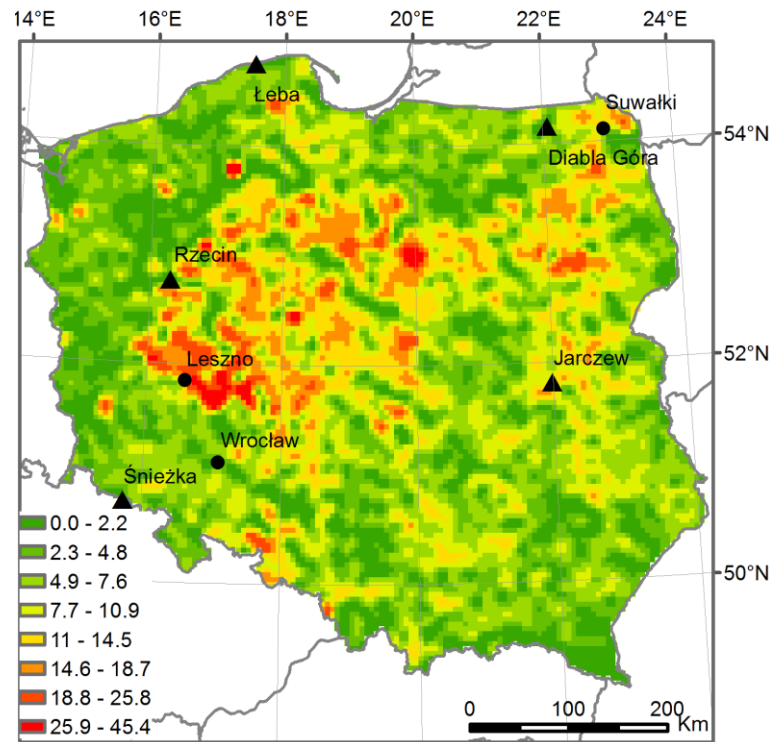 14°E 16°E 18°E 20°E 22°E 24°E
Łeba
Suwałki
54°N
Diabla Góra
Rzecin
Leszno
Jarczew
52°N
Wrocław
Śnieżka
0.0 - 2.2
2.3 - 4.8
50°N
4.9 - 7.6
7.7 - 10.9
11 - 14.5
14.6 - 18.7
18.8 - 25.8
25.9 - 45.4
0 100 200
Km